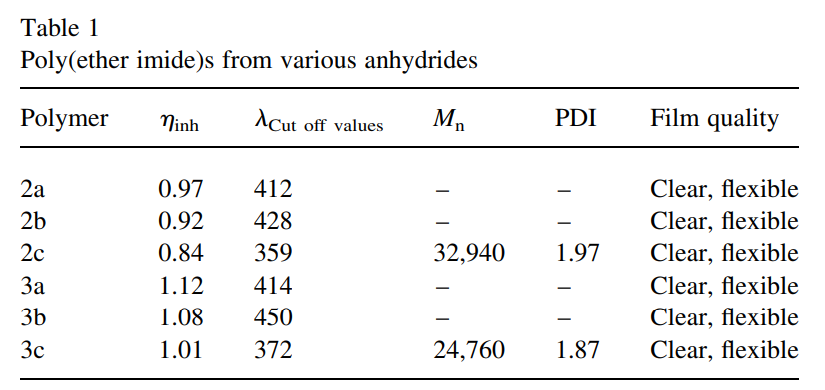 Table 1
Poly(ether imide)s from various anhydrides
Polymer ηinh λCut off values Mn PDI Film quality
2a 0.97 412 – – Clear, flexible
2b 0.92 428 – – Clear, flexible
2c 0.84 359 32,940 1.97 Clear, flexible
3a 1.12 414 – – Clear, flexible
3b 1.08 450 – – Clear, flexible
3c 1.01 372 24,760 1.87 Clear, flexible